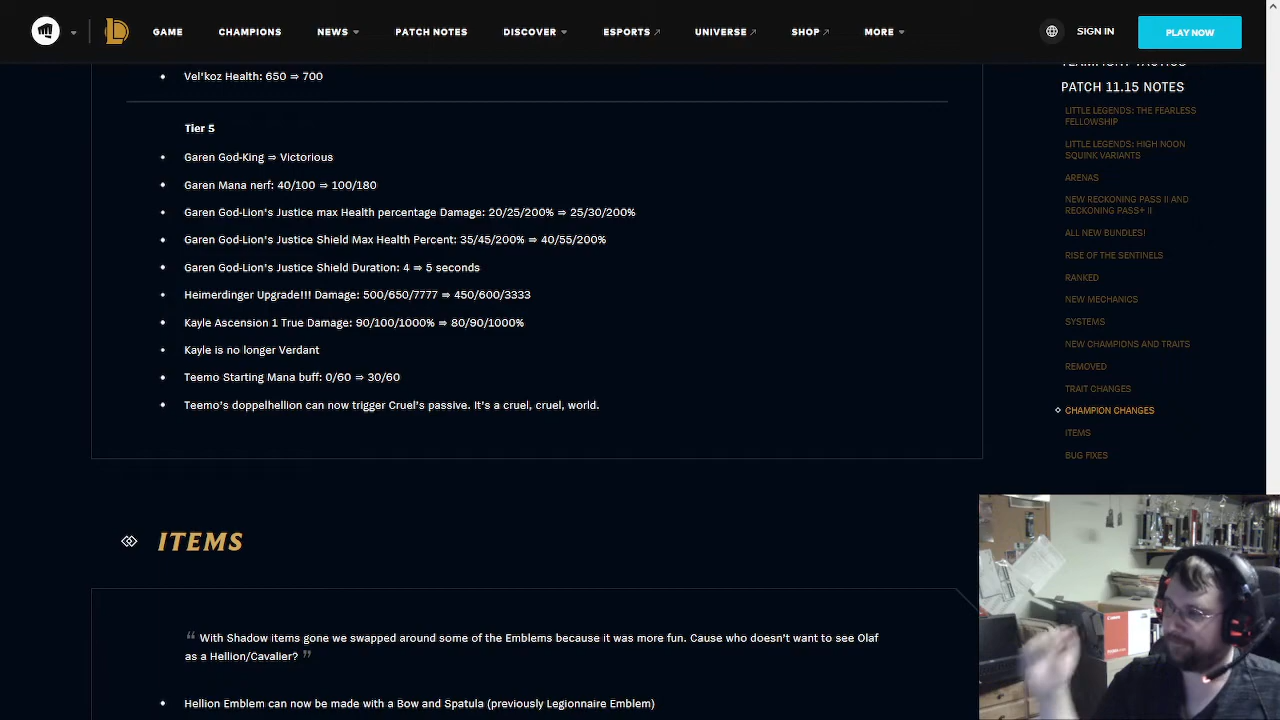 GAME CHAMPIONS NEWS PATCH NOTES DISCOVER ESPORTS UNIVERSE SHOP MORE SIGN IN PLAY NOW
Vel'Koz Health: 650 ⇒ 700
Tier 5
Garen God-King ⇒ Victorious
Garen Mana nerf: 40/100 ⇒ 100/180
Garen God-Lion's Justice max Health percentage Damage: 20/25/200% ⇒ 25/30/200%
Garen God-Lion's Justice Shield Max Health Percent: 35/45/200% ⇒ 40/55/200%
Garen God-Lion's Justice Shield Duration: 4 ⇒ 5 seconds
Heimerdinger Upgrade!!! Damage: 500/650/7777 ⇒ 450/600/3333
Kayle Ascension 1 True Damage: 90/100/1000% ⇒ 80/90/1000%
Kayle is no longer Verdant
Teemo Starting Mana buff: 0/60 ⇒ 30/60
Teemo's doppelhellion can now trigger Cruel's passive. It's a cruel, cruel, world.
ITEMS
“ With Shadow items gone we swapped around some of the Emblems because it was more fun. Cause who doesn't want to see Olaf
as a Hellion/Cavalier? ”
Hellion Emblem can now be made with a Bow and Spatula (previously Legionnaire Emblem)
TEAMFIGHT TACTICS
PATCH 11.15 NOTES
LITTLE LEGENDS: THE FEARLESS
FELLOWSHIP
LITTLE LEGENDS: HIGH NOON
SQUINK VARIANTS
ARENAS
NEW RECKONING PASS II AND
RECKONING PASS+ II
ALL NEW BUNDLES!
RISE OF THE SENTINELS
RANKED
NEW MECHANICS
SYSTEMS
NEW CHAMPIONS AND TRAITS
REMOVED
TRAIT CHANGES
CHAMPION CHANGES
ITEMS
BUG FIXES